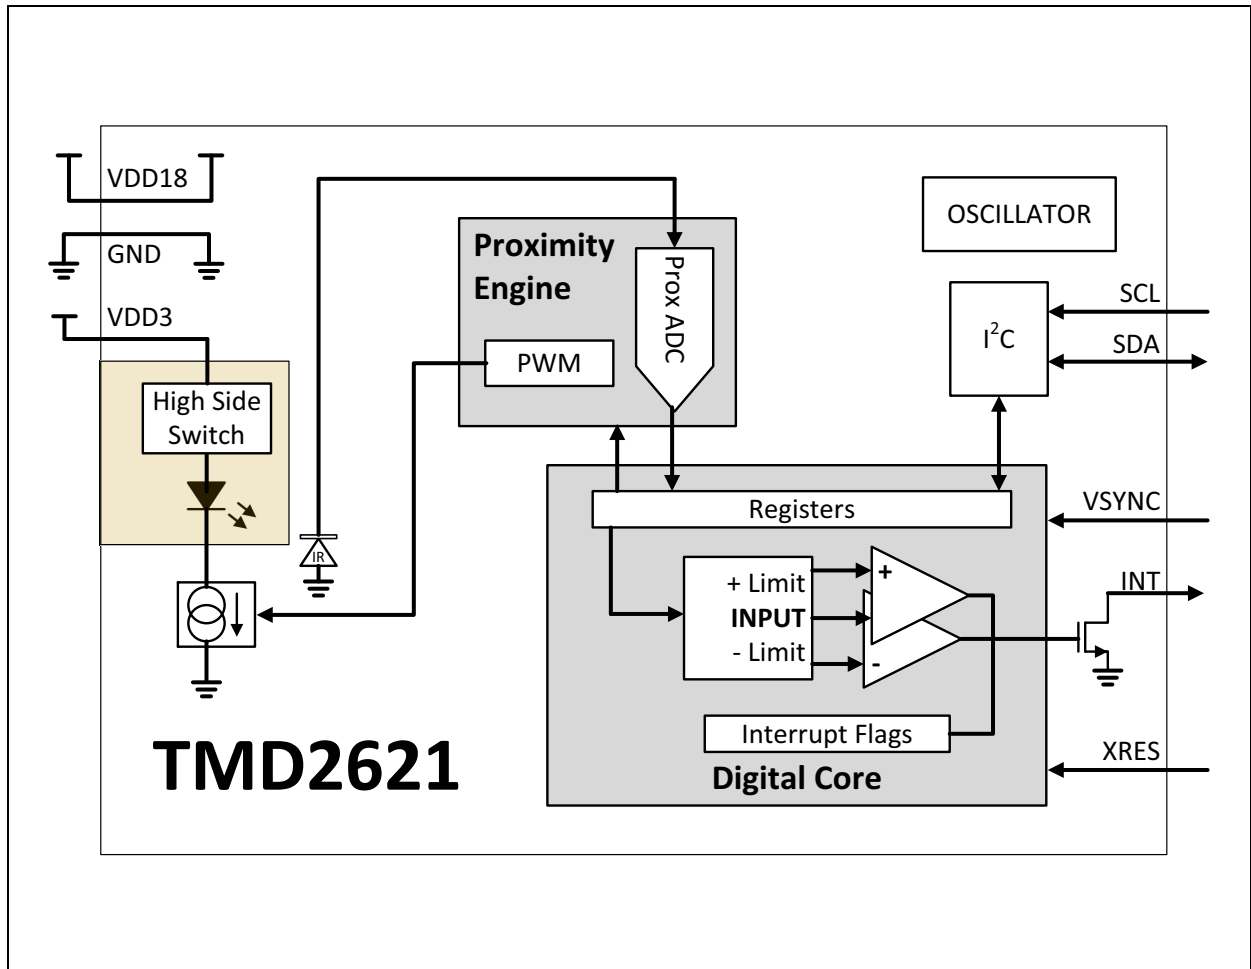 VDD18
GND
VDD3
High Side
Switch
IR
Proximity
Engine
Prox ADC
PWM
OSCILLATOR
I²C
SCL
SDA
VSYNC
INT
XRES
Registers
+ Limit
INPUT
- Limit
+
-
Interrupt Flags
Digital Core
TMD2621